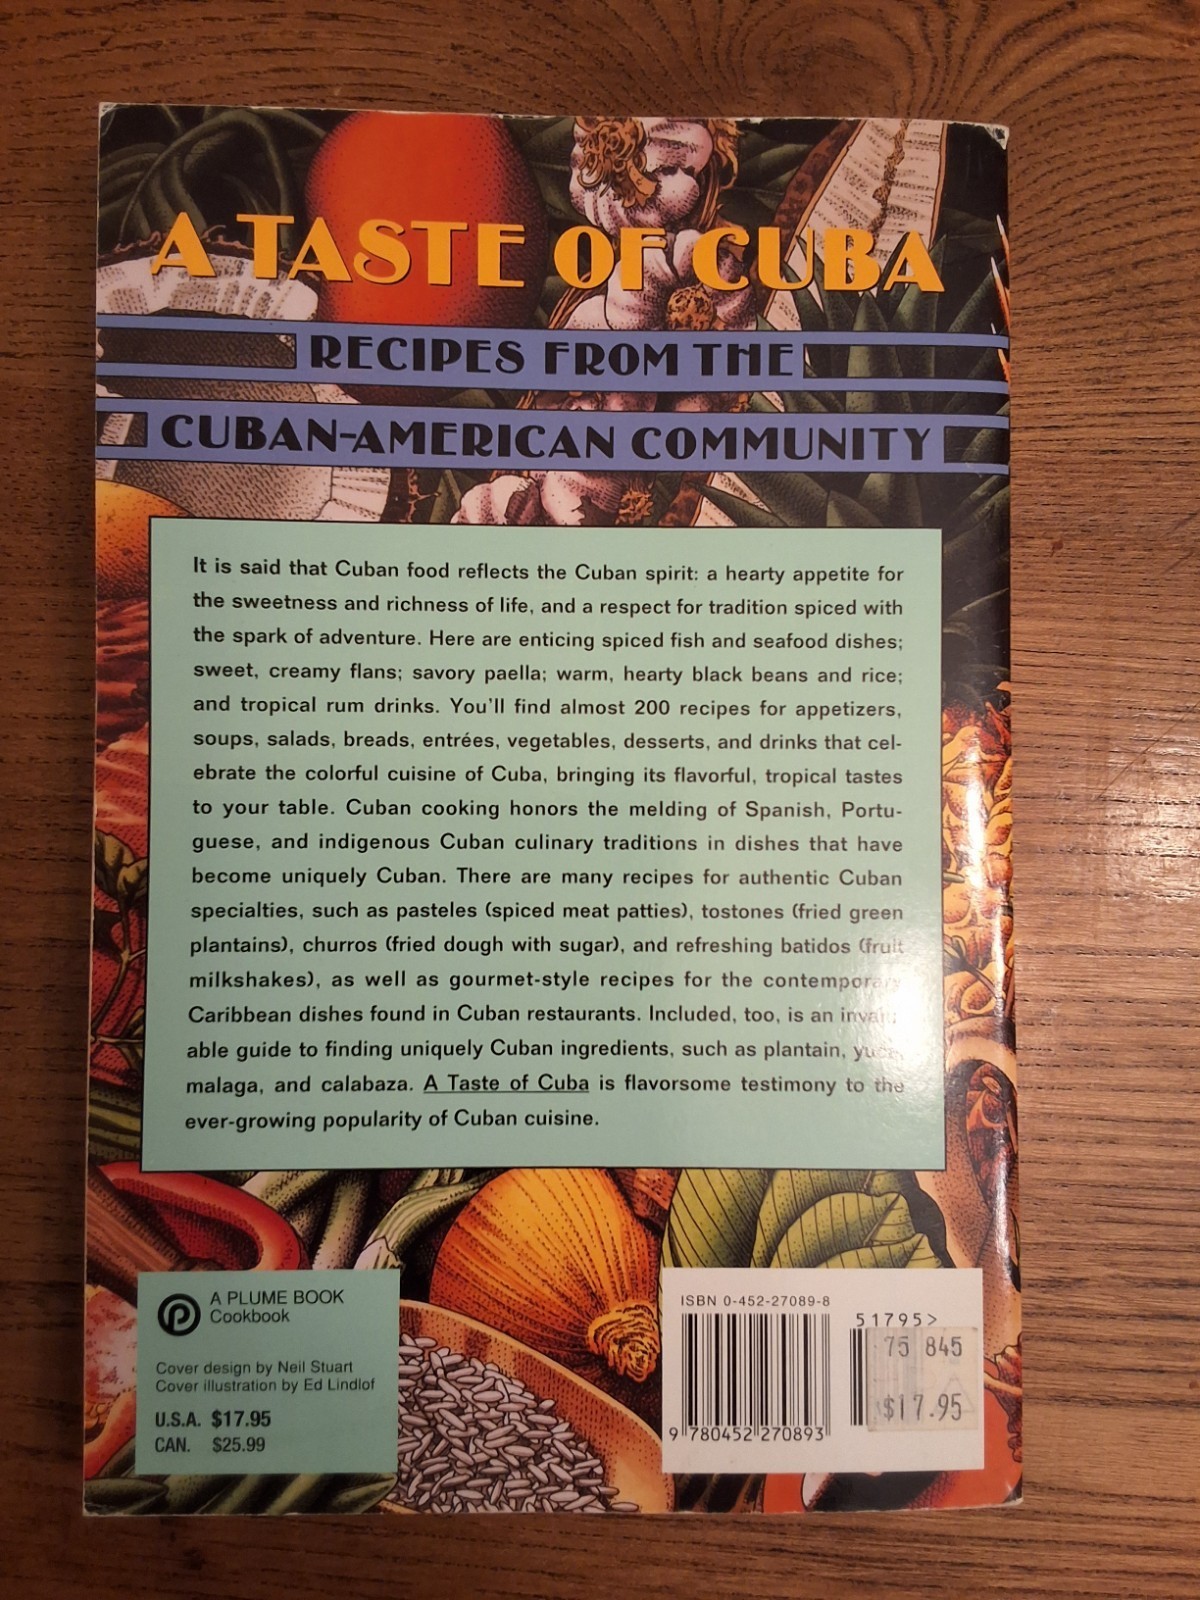 A TASTE OF CUBA
RECIPES FROM THE
CUBAN-AMERICAN COMMUNITY
It is said that Cuban food reflects the Cuban spirit: a hearty appetite for
the sweetness and richness of life, and a respect for tradition spiced with
the spark of adventure. Here are enticing spiced fish and seafood dishes;
sweet, creamy flans; savory paella; warm, hearty black beans and rice;
and tropical rum drinks. You'll find almost 200 recipes for appetizers,
soups, salads, breads, entrées, vegetables, desserts, and drinks that cel-
ebrate the colorful cuisine of Cuba, bringing its flavorful, tropical tastes
to your table. Cuban cooking honors the melding of Spanish, Portu-
guese, and indigenous Cuban culinary traditions in dishes that have
become uniquely Cuban. There are many recipes for authentic Cuban
specialties, such as pasteles (spiced meat patties), tostones (fried green
plantains), churros (fried dough with sugar), and refreshing batidos (fruit
milkshakes), as well as gourmet-style recipes for the contemporary
Caribbean dishes found in Cuban restaurants. Included, too, is an invalu-
able guide to finding uniquely Cuban ingredients, such as plantain, yuca,
malaga, and calabaza. A Taste of Cuba is flavorsome testimony to the
ever-growing popularity of Cuban cuisine.
A PLUME BOOK
Cookbook
Cover design by Neil Stuart
Cover illustration by Ed Lindlof
U.S.A. $17.95
CAN. $25.99
ISBN 0-452-27089-8
51795>
75 845
$17.95
9 780452 270893